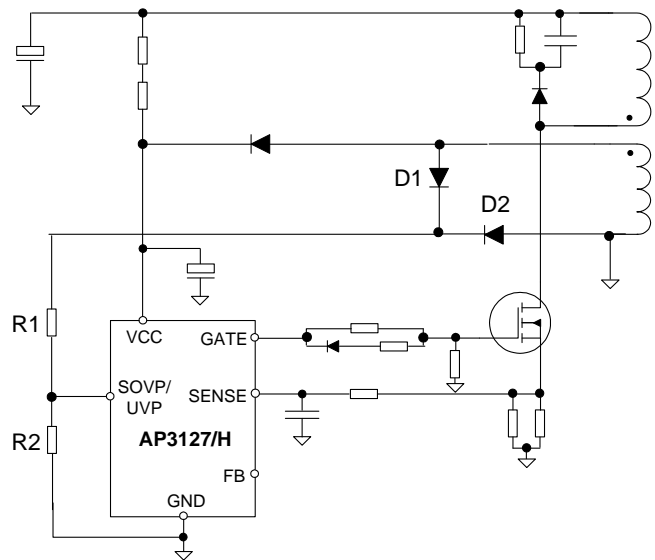 D1
D2
R1
VCC
GATE
SOVP/
UVP
SENSE
R2
AP3127/H
FB
GND